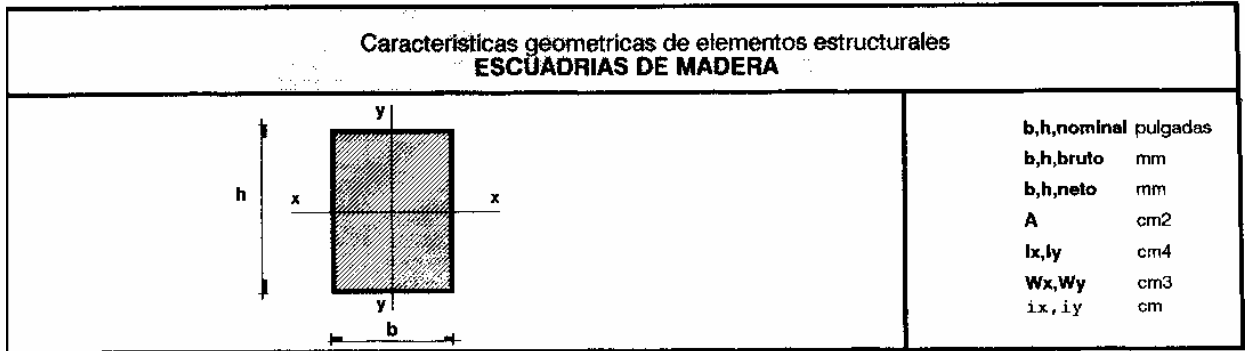 Caracteristicas geometricas de elementos estructurales
ESCUADRIAS DE MADERA
y
h
x
x
y
b
b,h,nominal pulgadas
b,h,bruto mm
b,h,neto mm
A cm2
Ix,Iy cm4
Wx,Wy cm3
ix,iy cm